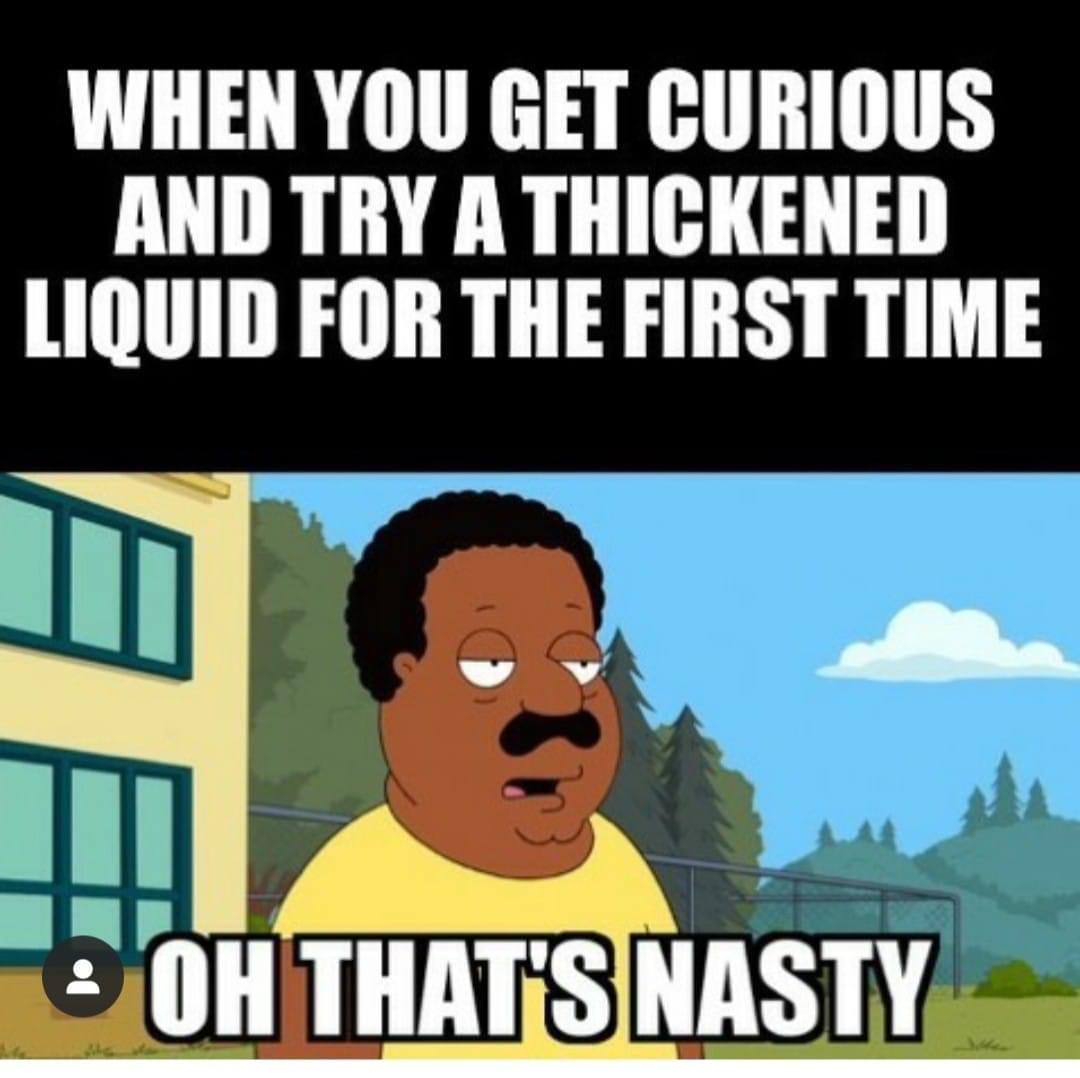 WHEN YOU GET CURIOUS
AND TRY A THICKENED
LIQUID FOR THE FIRST TIME
OH THAT'S NASTY